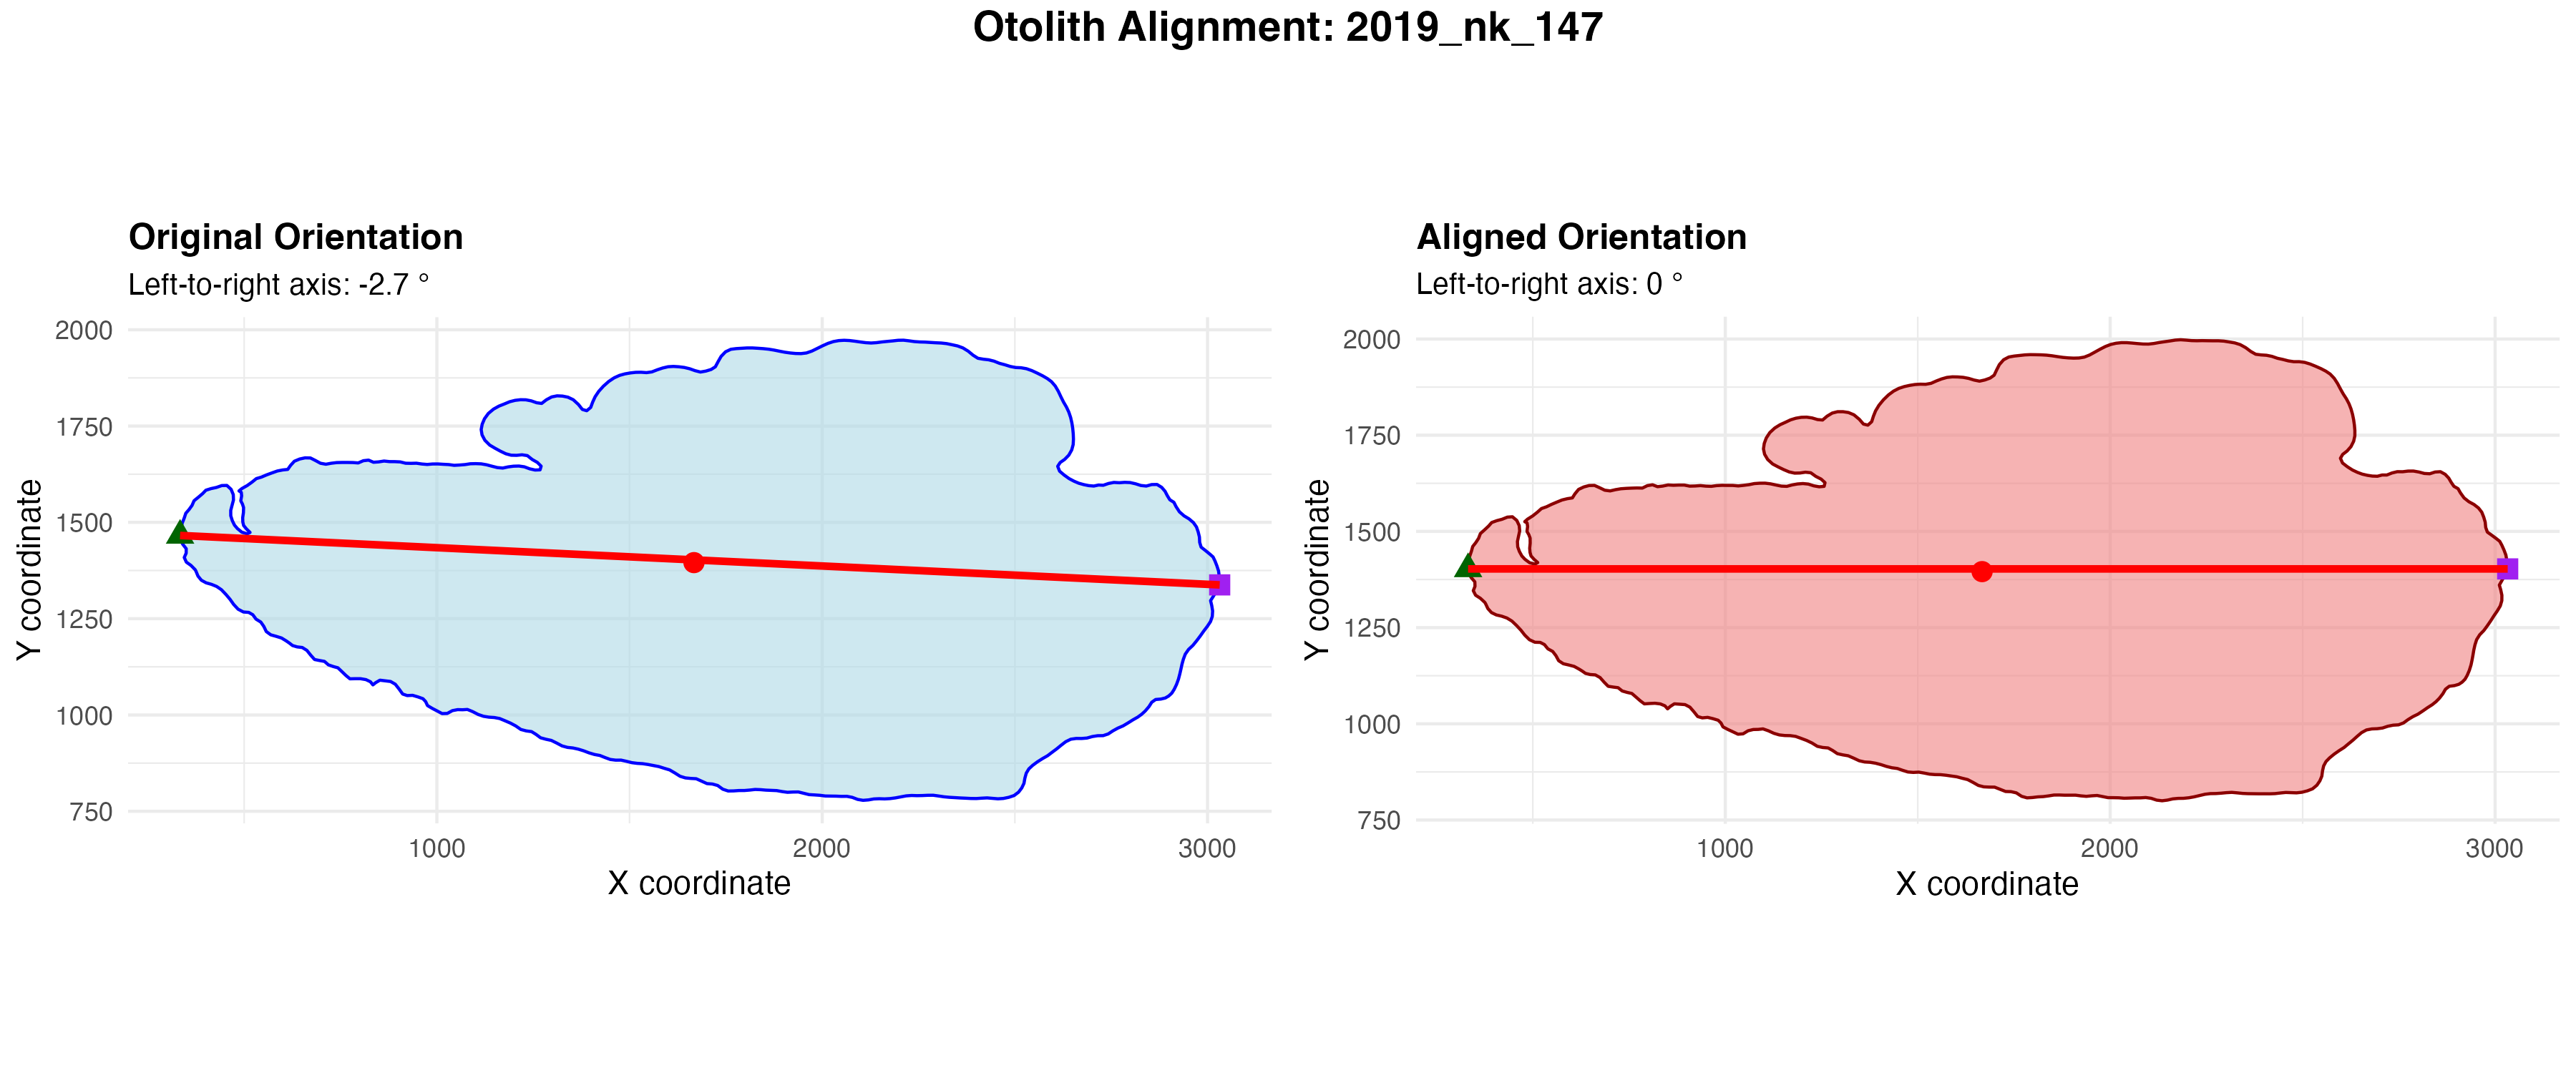 Otolith Alignment: 2019_nk_147
Original Orientation
Left-to-right axis: -2.7 °
2000
1750
1500
1250
1000
750
Y coordinate
1000
2000
3000
X coordinate
Aligned Orientation
Left-to-right axis: 0 °
2000
1750
1500
1250
1000
750
Y coordinate
1000
2000
3000
X coordinate